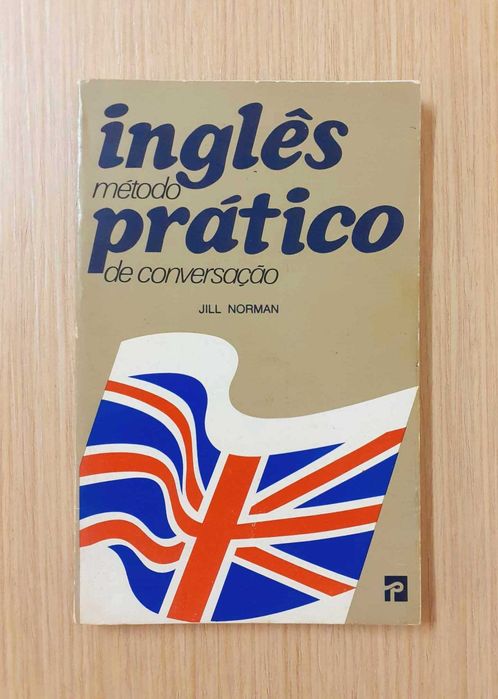 inglês
método
prático
de conversação
JILL NORMAN